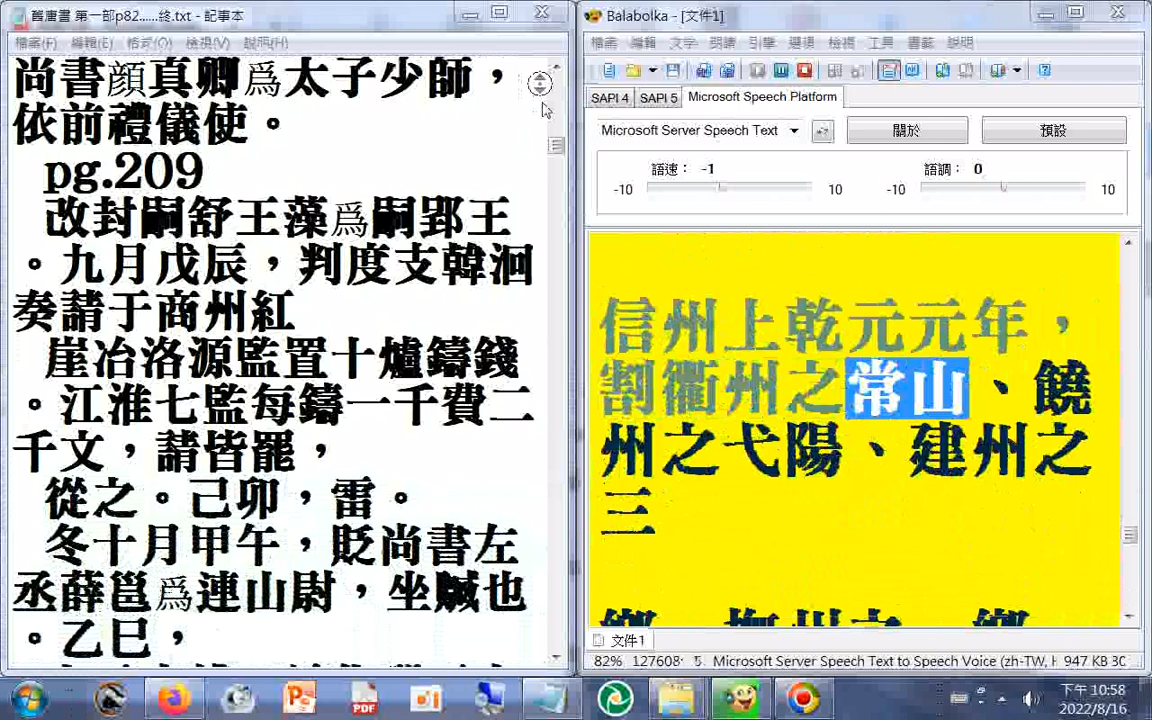 舊唐書 第一部p82......終.txt - 記事本
檔案(F) 編輯(E) 格式(O) 檢視(V) 說明(H)
尚書顔真卿爲太子少師，
依前禮儀使。
pg.209
改封嗣舒王藻爲嗣郢王
。九月戊辰，判度支韓洄
奏請于商州紅
崖冶洛源監置十爐鑄錢
。江淮七監每鑄一千費二
千文，請皆罷，
從之。己卯，雷。
冬十月甲午，貶尚書左
丞薛邕爲連山尉，坐贓也
。乙巳，
Balabolka - [文件1]
檔案 編輯 文字 朗讀 引擎 選項 檢視 工具 書籤 說明
SAPI 4 SAPI 5 Microsoft Speech Platform
Microsoft Server Speech Text 關於 預設
語速： -1 語調： 0
-10 10 -10 10
信州上乾元元年，
割衢州之常山、饒
州之弋陽、建州之
三
鄉、撫州之一鄉，
文件1
82% 127608 Microsoft Server Speech Text to Speech Voice (zh-TW, H 947 KB
下午 10:58
2022/8/16